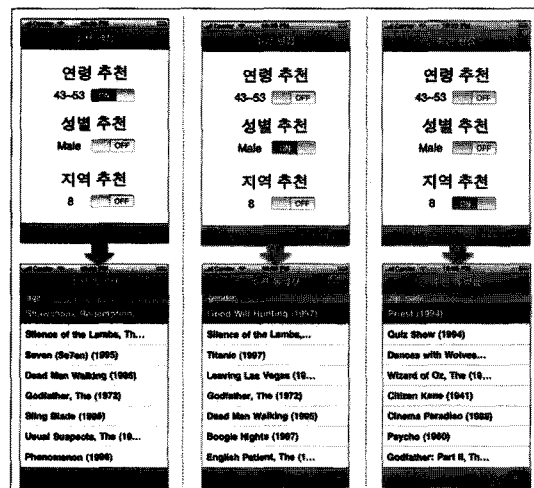 연령 추천
43~53 ON
성별 추천
Male OFF
지역 추천
8 OFF
Shawshank Redemption,
Silence of the Lambs, Th...
Seven (Se7en) (1995)
Dead Man Walking (1995)
Godfather, The (1972)
Sling Blade (1996)
Usual Suspects, The (19...
Phenomenon (1996)
연령 추천
43~53 OFF
성별 추천
Male ON
지역 추천
8 OFF
gender
Good Will Hunting (1997)
Silence of the Lambs,...
Titanic (1997)
Leaving Las Vegas (19...
Godfather, The (1972)
Dead Man Walking (1995)
Boogie Nights (1997)
English Patient, The (1...
연령 추천
43~53 OFF
성별 추천
Male OFF
지역 추천
8 ON
Priest (1994)
Quiz Show (1994)
Dances with Wolves...
Wizard of Oz, The (19...
Citizen Kane (1941)
Cinema Paradiso (1988)
Psycho (1960)
Godfather: Part II, Th...